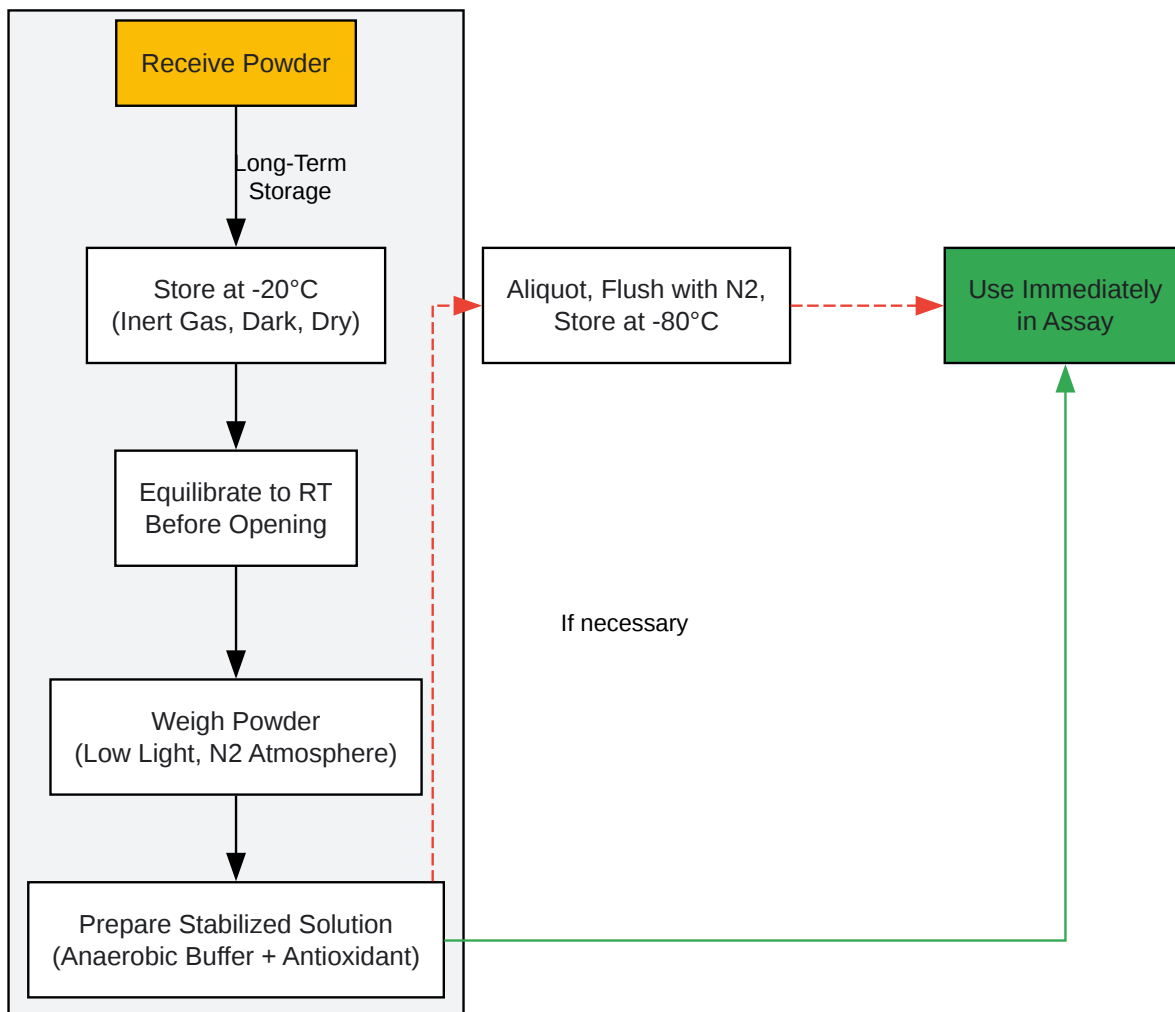 Receive Powder
Long-Term
Storage
Store at -20°C
(Inert Gas, Dark, Dry)
Aliquot, Flush with N2,
Store at -80°C
Use Immediately
in Assay
Equilibrate to RT
Before Opening
If necessary
Weigh Powder
(Low Light, N2 Atmosphere)
Prepare Stabilized Solution
(Anaerobic Buffer + Antioxidant)